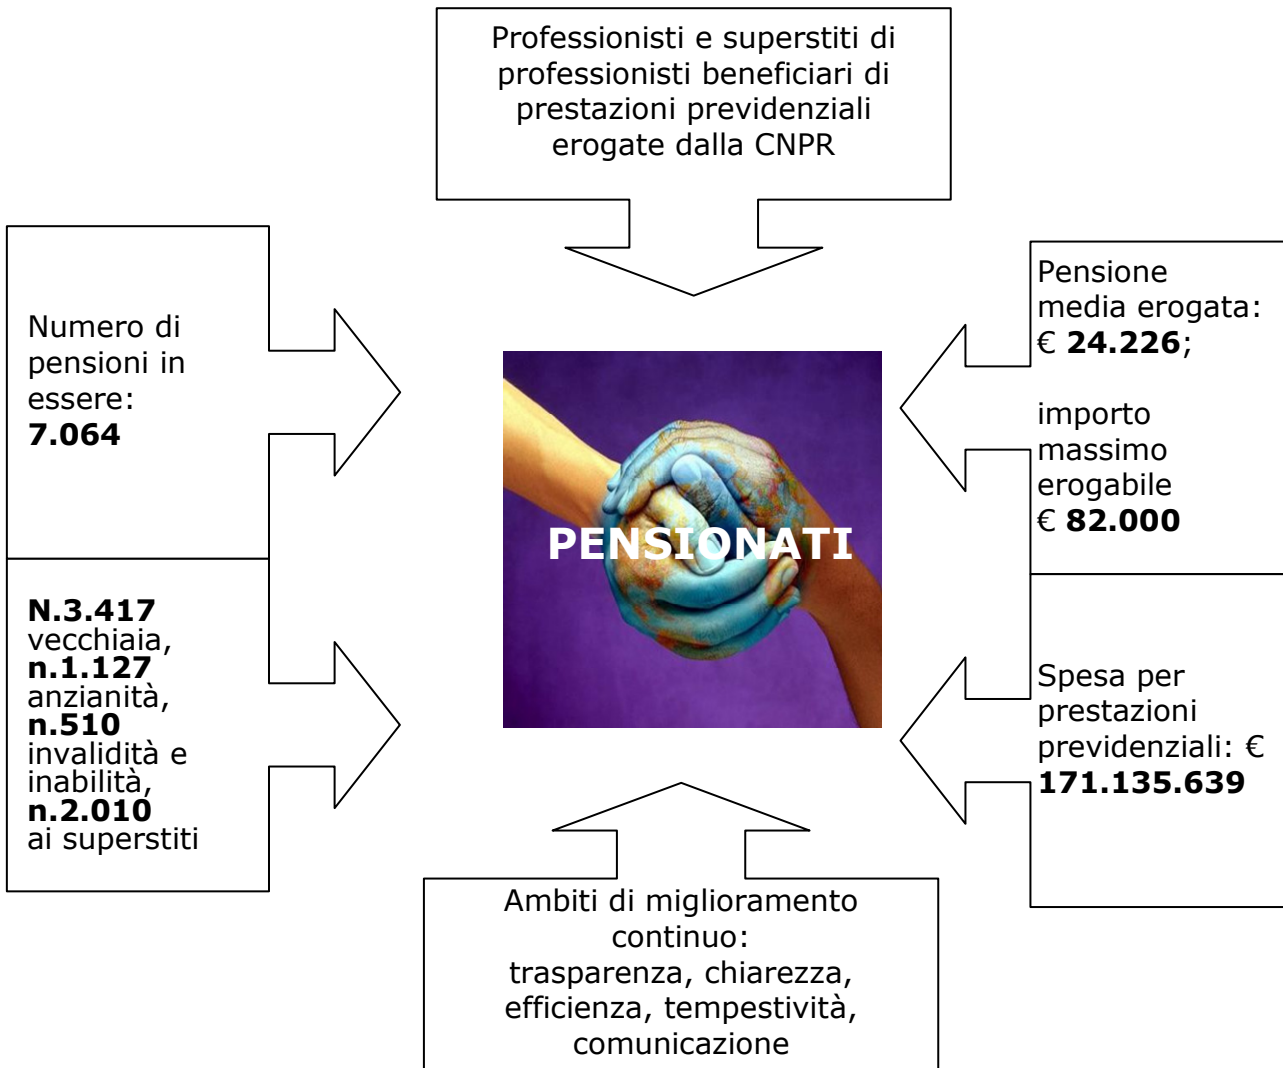 Professionisti e superstiti di
professionisti beneficiari di
prestazioni previdenziali
erogate dalla CNPR
Numero di
pensioni in
essere:
7.064
Pensione
media erogata:
€ 24.226;
importo
massimo
erogabile
€ 82.000
PENSIONATI
N.3.417
vecchiaia,
n.1.127
anzianità,
n.510
invalidità e
inabilità,
n.2.010
ai superstiti
Spesa per
prestazioni
previdenziali: €
171.135.639
Ambiti di miglioramento
continuo:
trasparenza, chiarezza,
efficienza, tempestività,
comunicazione